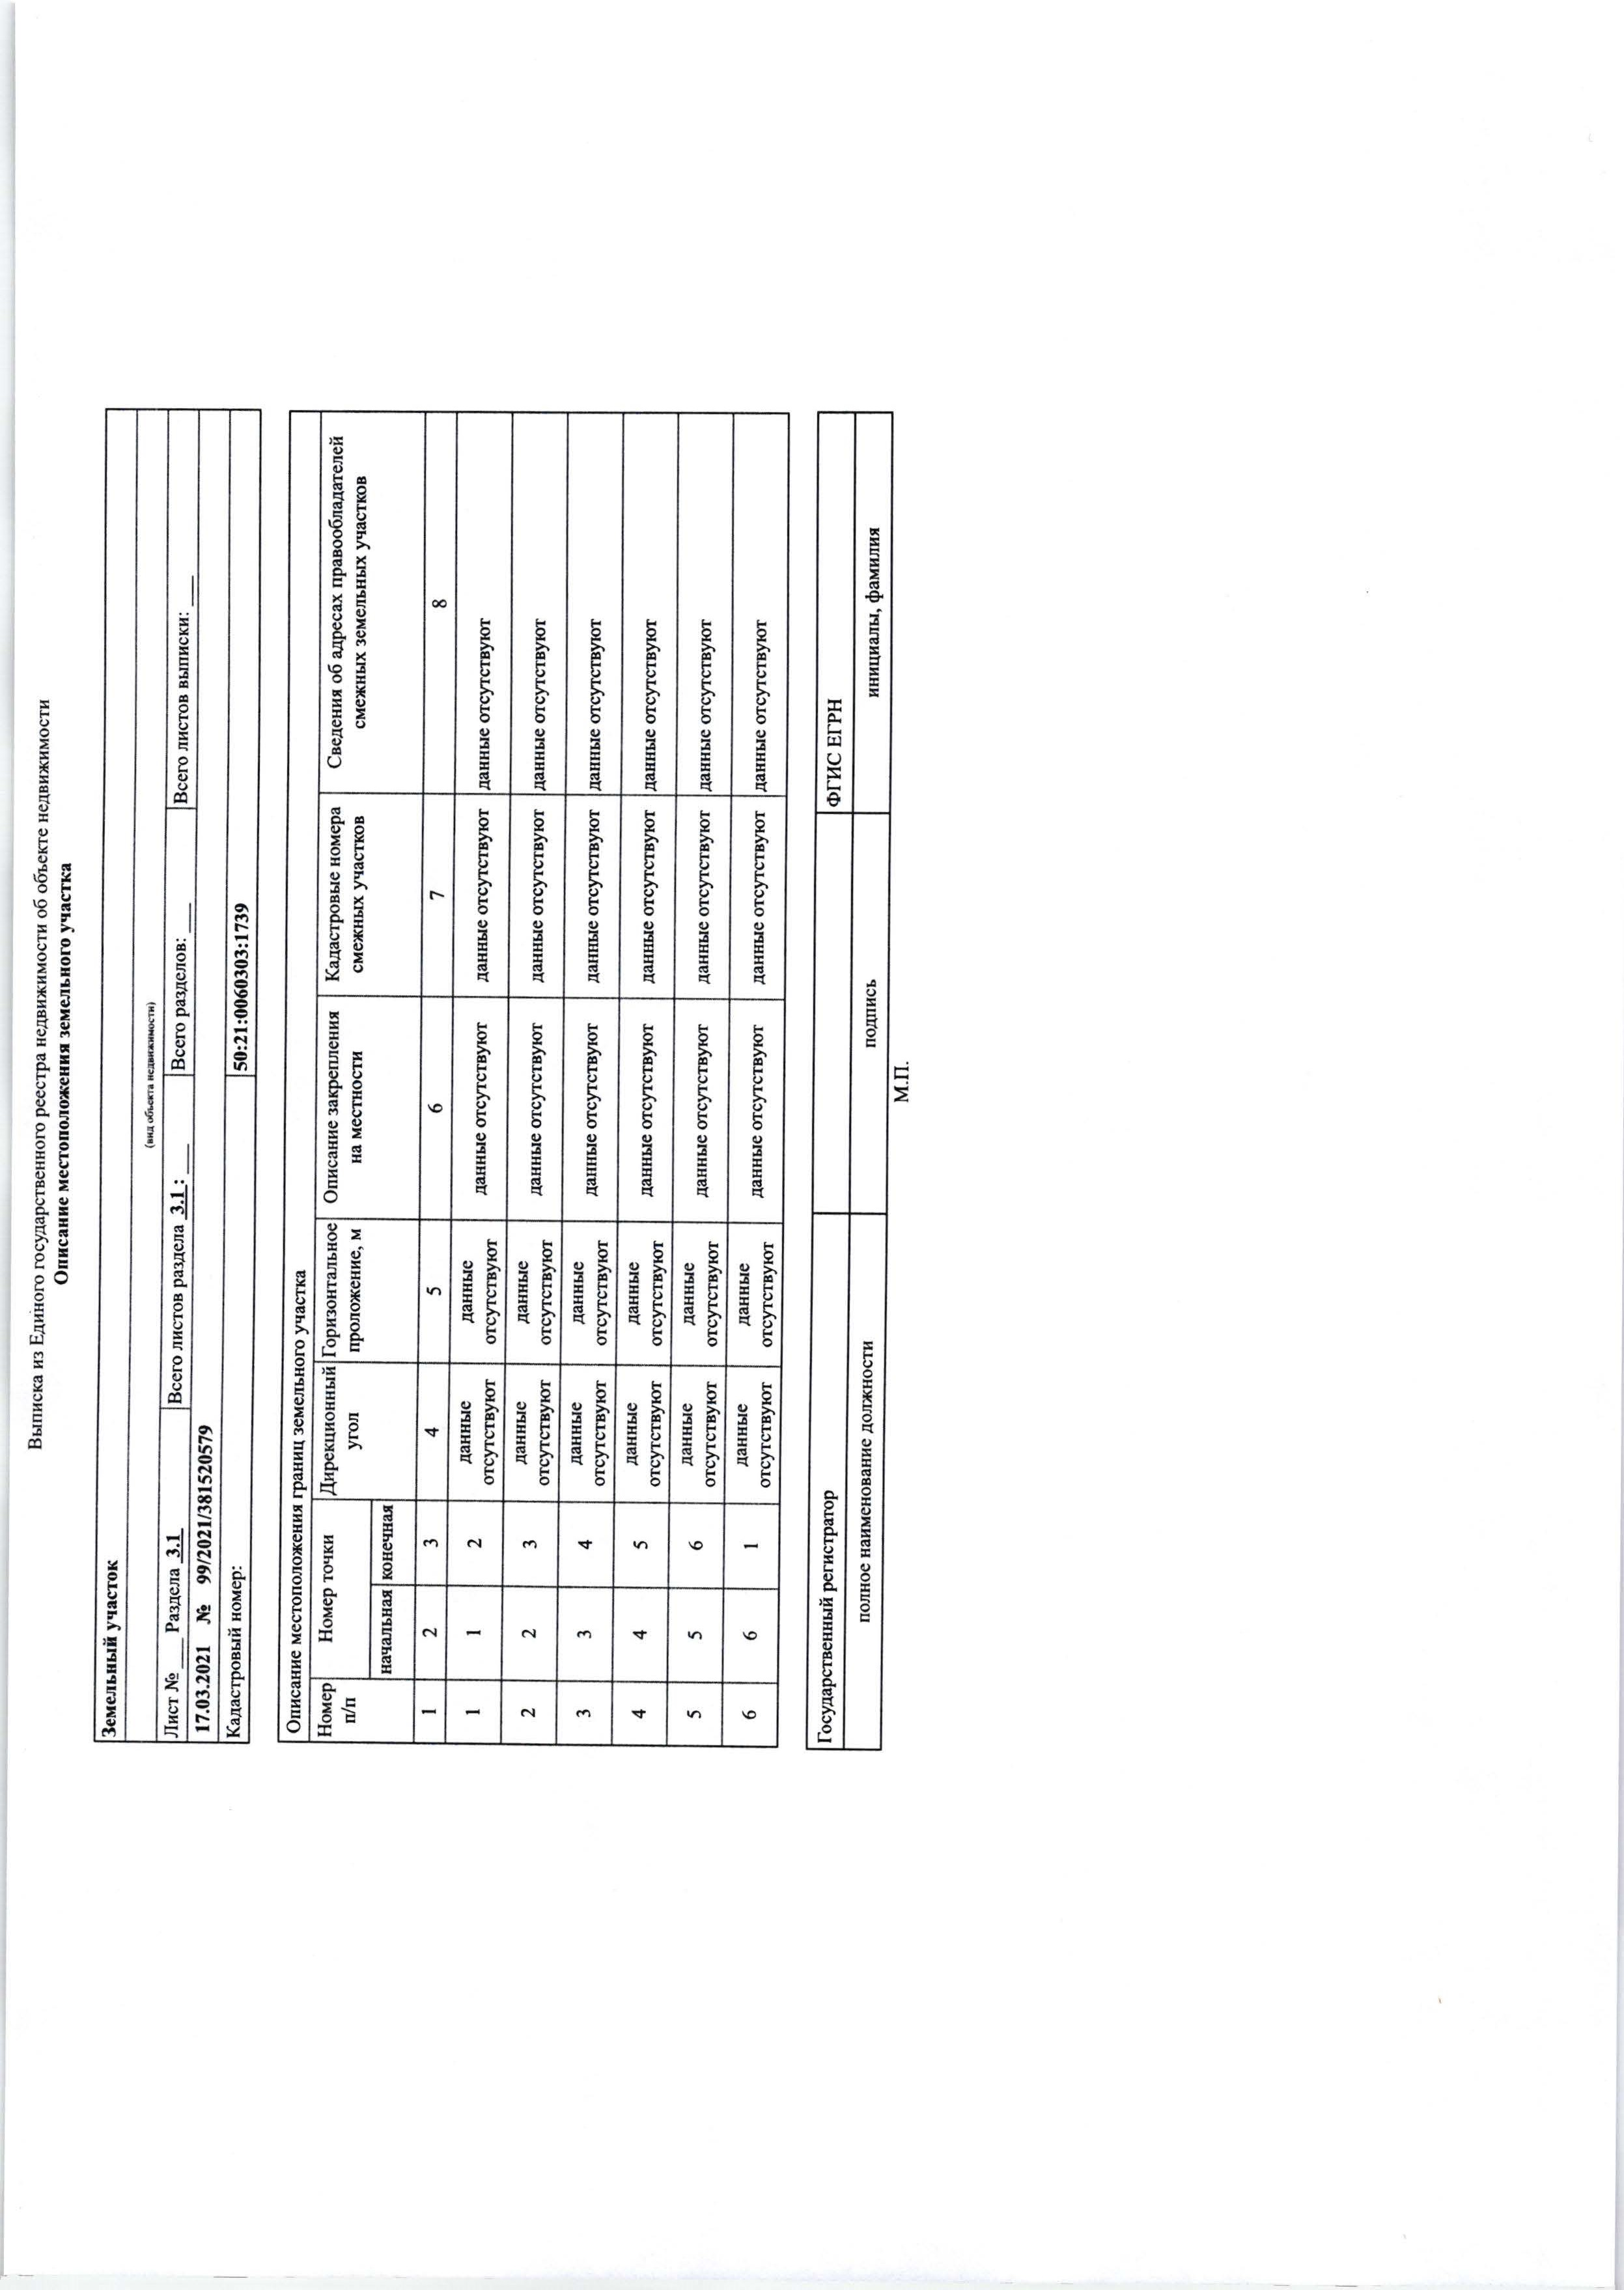 Выписка из Единого государственного реестра недвижимости об объекте недвижимости
Описание местоположения земельного участка
Земельный участок
(вид объекта недвижимости)
Лист № ___ Раздела 3.1 Всего листов раздела 3.1 : ___ Всего разделов: ___ Всего листов выписки: ___
17.03.2021 № 99/2021/381520579
Кадастровый номер: 50:21:0060303:1739
Описание местоположения границ земельного участка
Номер п/п Номер точки Дирекционный угол Горизонтальное проложение, м Описание закрепления на местности Кадастровые номера смежных участков Сведения об адресах правообладателей смежных земельных участков
начальная конечная
1 2 3 4 5 6 7 8
1 1 2 данные отсутствуют данные отсутствуют данные отсутствуют данные отсутствуют данные отсутствуют
2 2 3 данные отсутствуют данные отсутствуют данные отсутствуют данные отсутствуют данные отсутствуют
3 3 4 данные отсутствуют данные отсутствуют данные отсутствуют данные отсутствуют данные отсутствуют
4 4 5 данные отсутствуют данные отсутствуют данные отсутствуют данные отсутствуют данные отсутствуют
5 5 6 данные отсутствуют данные отсутствуют данные отсутствуют данные отсутствуют данные отсутствуют
6 6 1 данные отсутствуют данные отсутствуют данные отсутствуют данные отсутствуют данные отсутствуют
Государственный регистратор ФГИС ЕГРН
полное наименование должности подпись инициалы, фамилия
М.П.